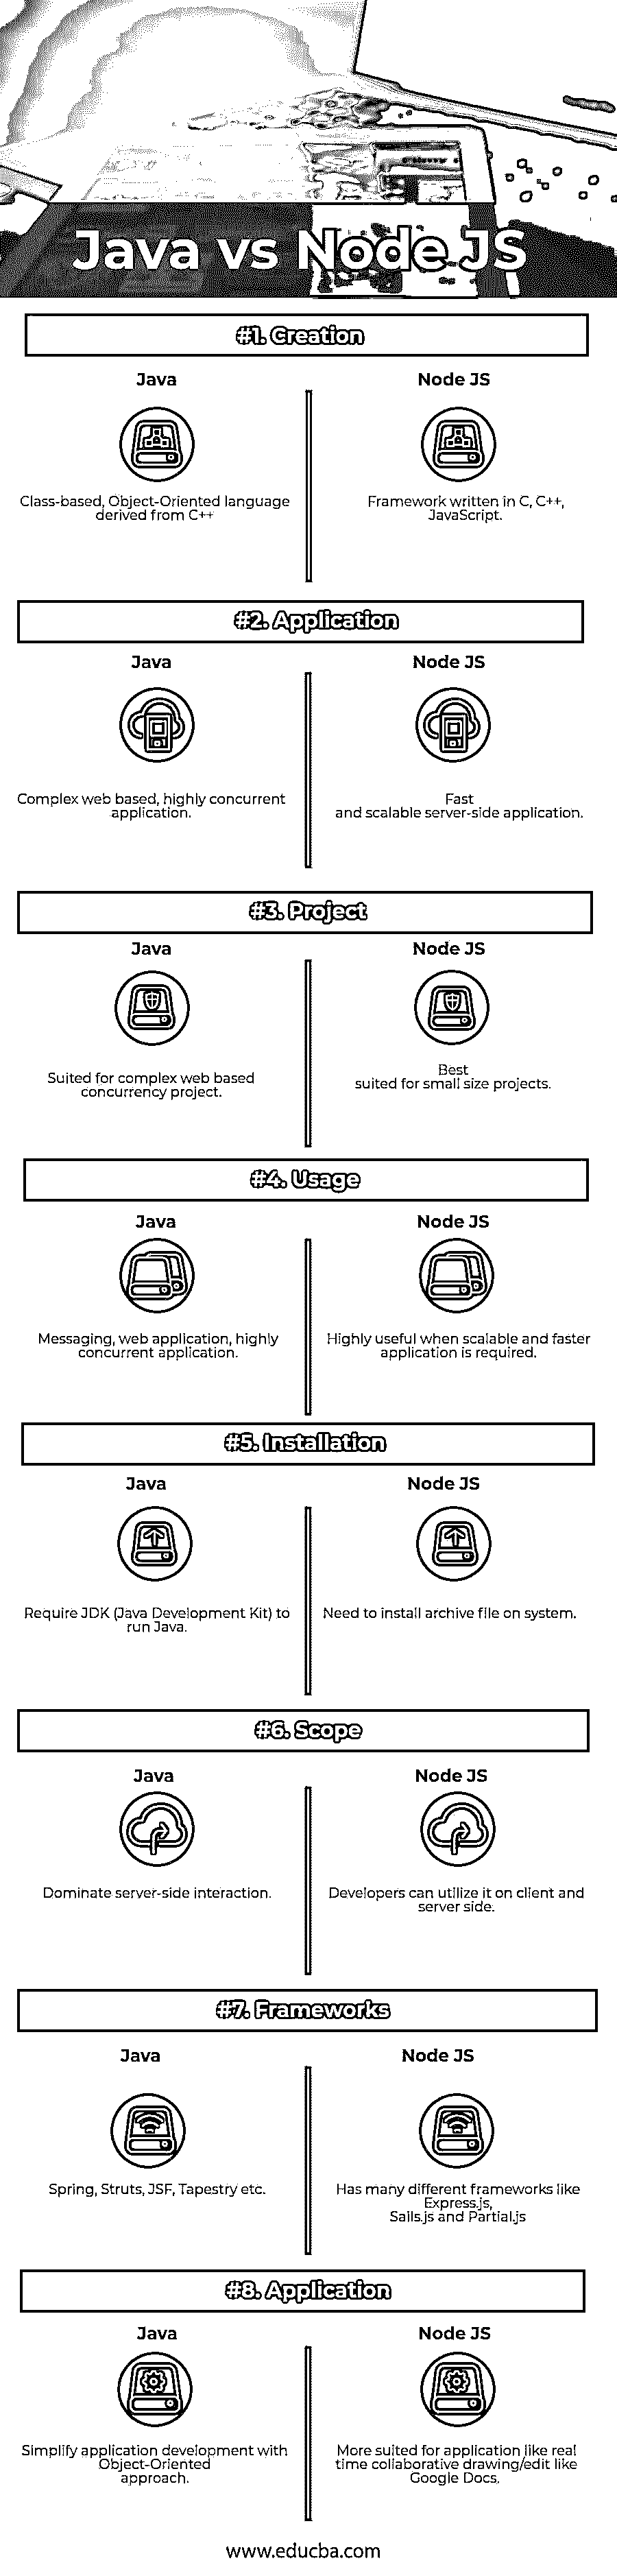 Java vs Node JS
#1. Creation
Java
Node JS
Class-based, Object-Oriented language
derived from C++
Framework written in C, C++,
JavaScript.
#2. Application
Java
Node JS
Complex web based, highly concurrent
application.
Fast
and scalable server-side application.
#3. Project
Java
Node JS
Suited for complex web based
concurrency project.
Best
suited for small size projects.
#4. Usage
Java
Node JS
Messaging, web application, highly
concurrent application.
Highly useful when scalable and faster
application is required.
#5. Installation
Java
Node JS
Require JDK (Java Development Kit) to
run Java.
Need to install archive file on system.
#6. Scope
Java
Node JS
Dominate server-side interaction.
Developers can utilize it on client and
server side.
#7. Frameworks
Java
Node JS
Spring, Struts, JSF, Tapestry etc.
Has many different frameworks like
Express.js,
Sails.js and Partial.js
#8. Application
Java
Node JS
Simplify application development with
Object-Oriented
approach.
More suited for application like real
time collaborative drawing/edit like
Google Docs.
www.educba.com